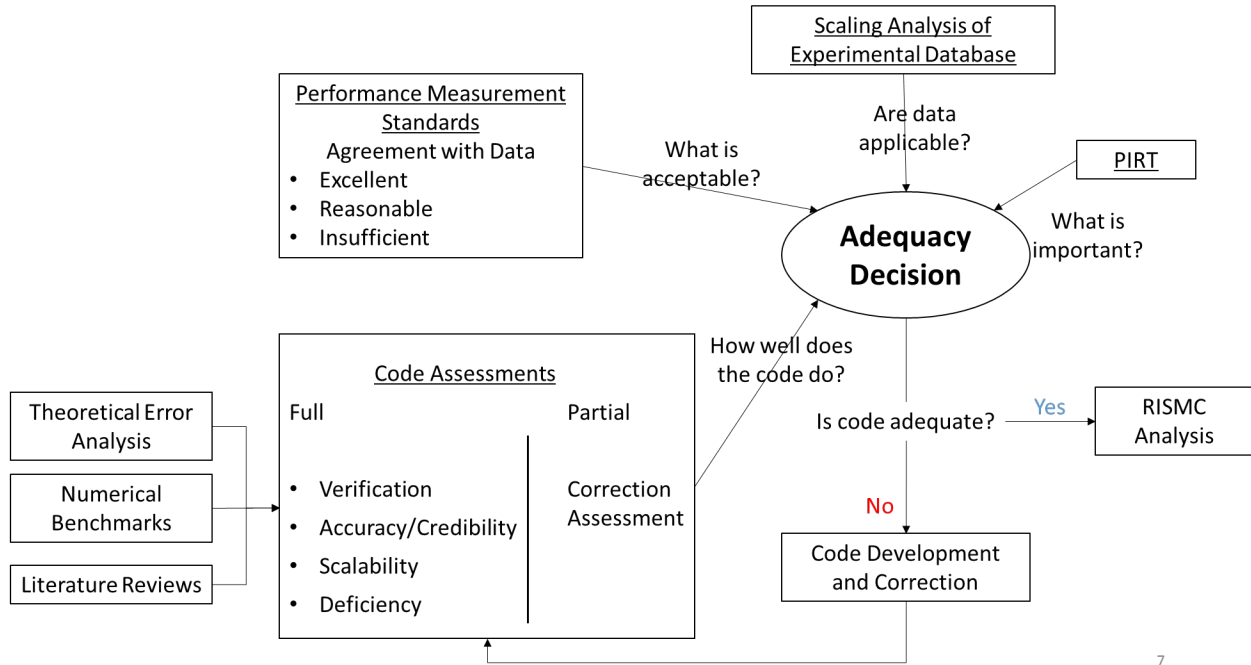 Scaling Analysis of
Experimental Database
Performance Measurement
Standards
Agreement with Data
• Excellent
• Reasonable
• Insufficient
What is
acceptable?
Are data
applicable?
PIRT
What is
important?
Adequacy
Decision
Code Assessments
Full
Partial
• Verification
• Accuracy/Credibility
• Scalability
• Deficiency
Correction
Assessment
Theoretical Error
Analysis
Numerical
Benchmarks
Literature Reviews
How well does
the code do?
Is code adequate?
Yes
RISMC
Analysis
No
Code Development
and Correction
7